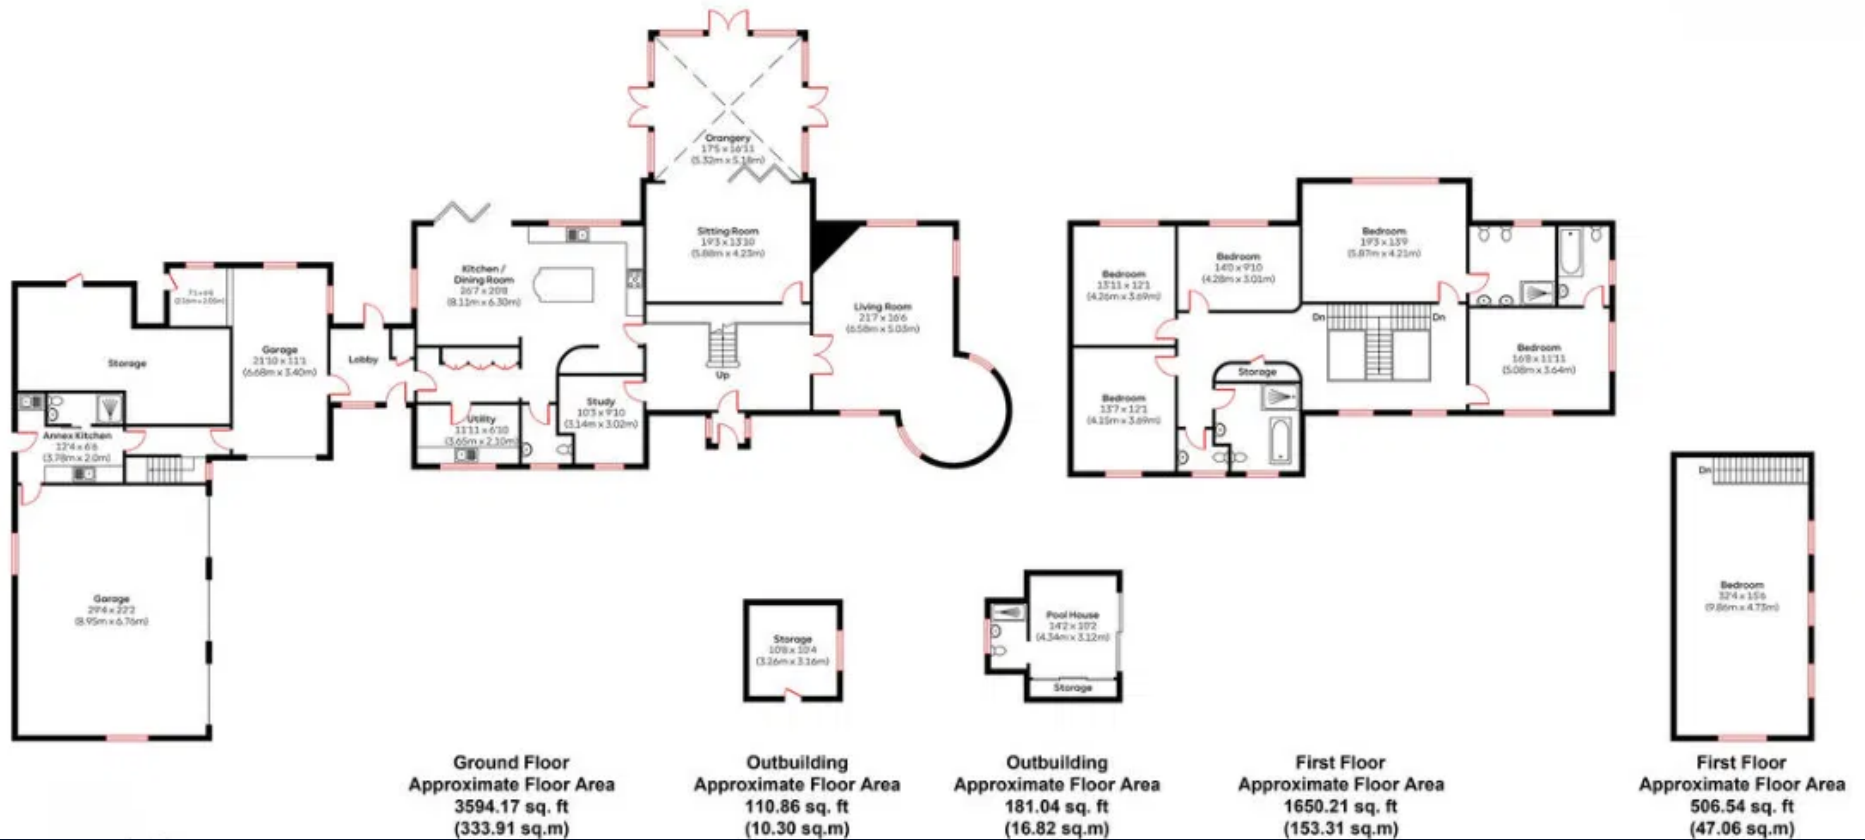 Orangery
17'5 x 16'11
(5.32m x 5.18m)
Sitting Room
19'3 x 13'10
(5.88m x 4.23m)
Kitchen /
Dining Room
26'7 x 20'8
(8.11m x 6.30m)
Living Room
21'7 x 16'6
(6.58m x 5.03m)
Garage
21'10 x 11'1
(6.68m x 3.40m)
Lobby
Storage
Up
Study
10'3 x 9'10
(3.14m x 3.02m)
Utility
11'11 x 6'10
(3.65m x 2.10m)
Annex Kitchen
12'4 x 6'6
(3.78m x 2.0m)
Garage
29'4 x 22'2
(8.95m x 6.76m)
Bedroom
19'3 x 13'9
(5.87m x 4.21m)
Bedroom
14'0 x 9'10
(4.28m x 3.01m)
Bedroom
13'11 x 12'1
(4.26m x 3.69m)
Dn
Dn
Bedroom
16'8 x 11'11
(5.08m x 3.64m)
Storage
Bedroom
13'7 x 12'1
(4.15m x 3.69m)
Dn
Bedroom
32'4 x 15'6
(9.86m x 4.73m)
Storage
10'8 x 10'4
(3.26m x 3.16m)
Pool House
14'2 x 10'2
(4.34m x 3.12m)
Storage
Ground Floor
Approximate Floor Area
3594.17 sq. ft
(333.91 sq.m)
Outbuilding
Approximate Floor Area
110.86 sq. ft
(10.30 sq.m)
Outbuilding
Approximate Floor Area
181.04 sq. ft
(16.82 sq.m)
First Floor
Approximate Floor Area
1650.21 sq. ft
(153.31 sq.m)
First Floor
Approximate Floor Area
506.54 sq. ft
(47.06 sq.m)